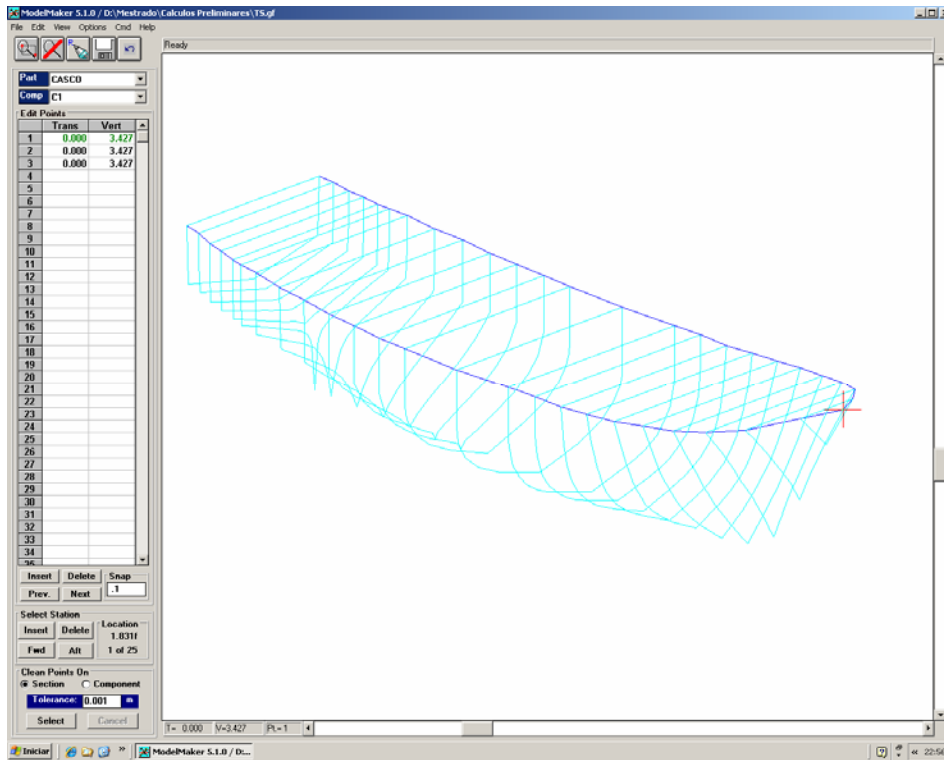 ModelMaker 5.1.0 / D:\Mestrado\Calculos Preliminares\TS.gf
File Edit View Options Cmd Help
Ready
Part CASCO
Comp C1
Edit Points
Trans Vert
1 0.000 3.427
2 0.000 3.427
3 0.000 3.427
4
5
6
7
8
9
10
11
12
13
14
15
16
17
18
19
20
21
22
23
24
25
26
27
28
29
30
31
32
33
34
35
Insert Delete Snap
Prev. Next .1
Select Station
Insert Delete Location
1.831f
Fwd Aft 1 of 25
Clean Points On
Section Component
Tolerance: 0.001 m
Select Cancel
T= 0.000 V=3.427 Pt.=1
Iniciar » ModelMaker 5.1.0 / D:... « 22:56